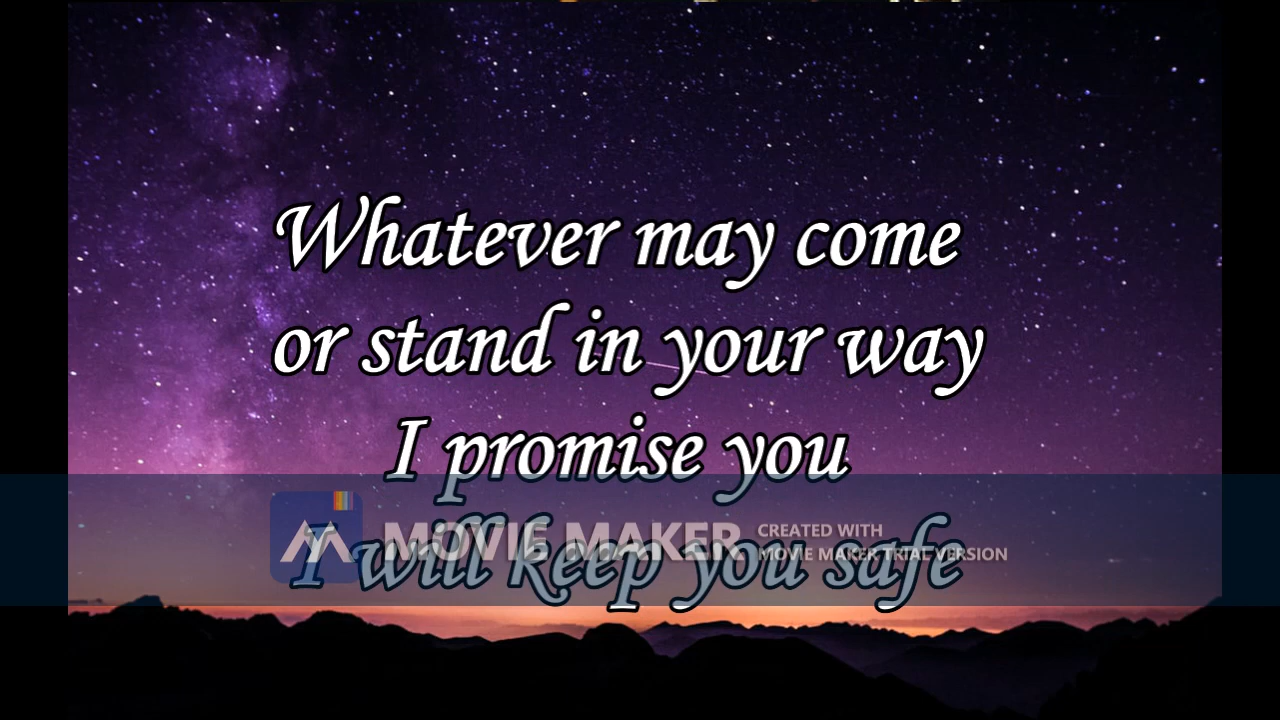 Whatever may come
or stand in your way
I promise you
I will keep you safe
MOVIE MAKER
CREATED WITH
MOVIE MAKER TRIAL VERSION